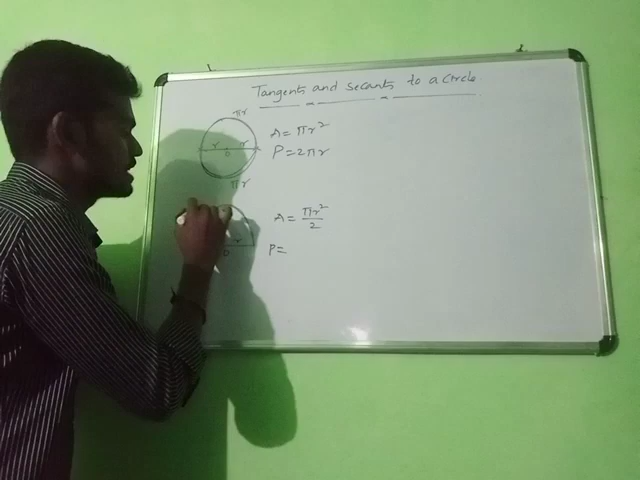 Tangents and secants to a circle
πr
r r
O
πr
A = πr²
P = 2πr
r
O
A = πr²/2
P =